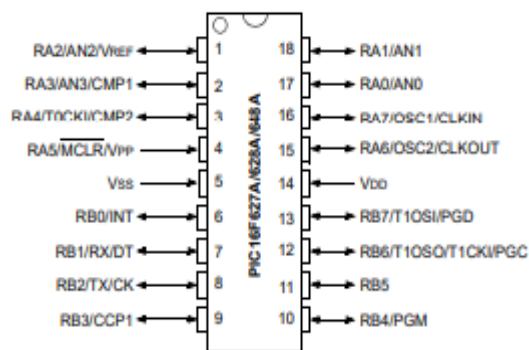 RA2/AN2/VREF 1 18 RA1/AN1
RA3/AN3/CMP1 2 17 RA0/AN0
RA4/T0CKI/CMP2 3 16 RA7/OSC1/CLKIN
RA5/MCLR/VPP 4 15 RA6/OSC2/CLKOUT
VSS 5 14 VDD
RB0/INT 6 13 RB7/T1OSI/PGD
RB1/RX/DT 7 12 RB6/T1OSO/T1CKI/PGC
RB2/TX/CK 8 11 RB5
RB3/CCP1 9 10 RB4/PGM
PIC16F627A/628A/648A